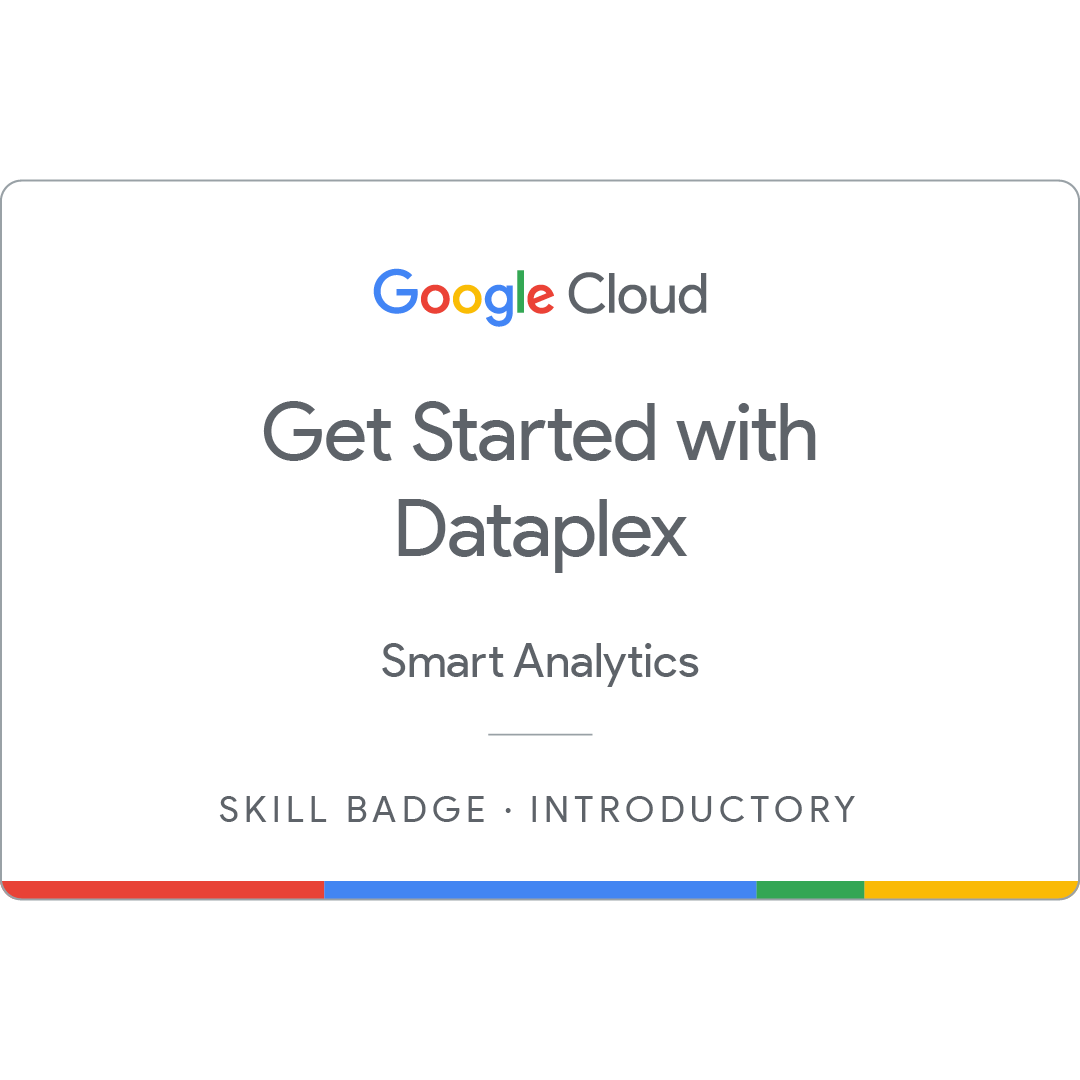 Google Cloud
Get Started with
Dataplex
Smart Analytics
SKILL BADGE · INTRODUCTORY